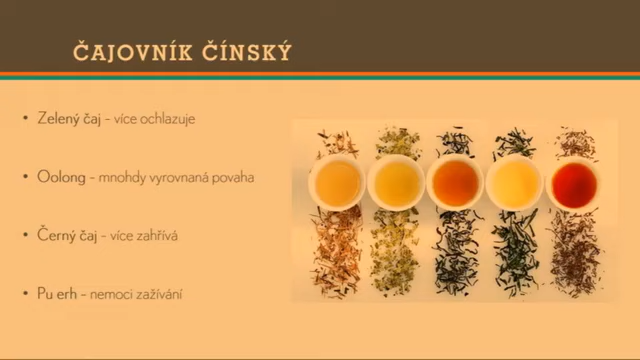 ČAJOVNÍK ČÍNSKÝ
• Zelený čaj – více ochlazuje
• Oolong – mnohdy vyrovnaná povaha
• Černý čaj – více zahřívá
• Pu erh – nemoci zažívání